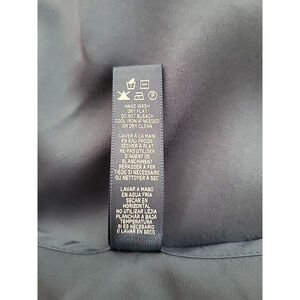 HAND WASH
DRY FLAT
DO NOT BLEACH
COOL IRON IF NEEDED
OR DRY CLEAN
LAVER À LA MAIN
EN EAU FROIDE
SÉCHER À PLAT
NE PAS UTILISER
D'AGENT DE
BLANCHIMENT
REPASSER À FER
TIÈDE SI NÉCESSAIRE
OU NETTOYER À SEC
LAVAR A MANO
EN AGUA FRÍA
SECAR EN
HORIZONTAL
NO UTILIZAR LEJÍA
PLANCHAR A BAJA
TEMPERATURA
SI ES NECESARIO
O LAVAR EN SECO